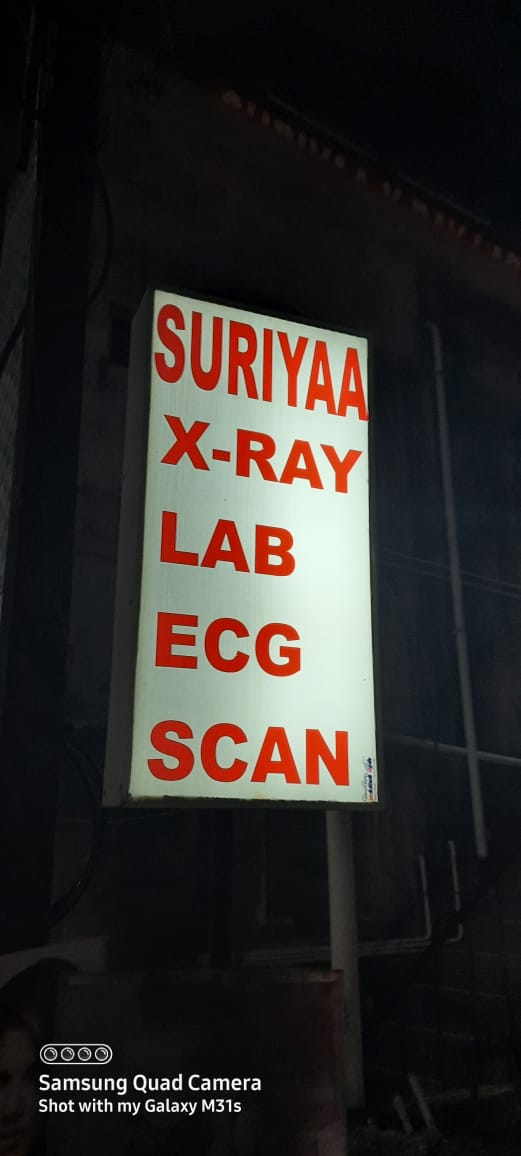 SURIYAA
X-RAY
LAB
ECG
SCAN
Samsung Quad Camera
Shot with my Galaxy M31s